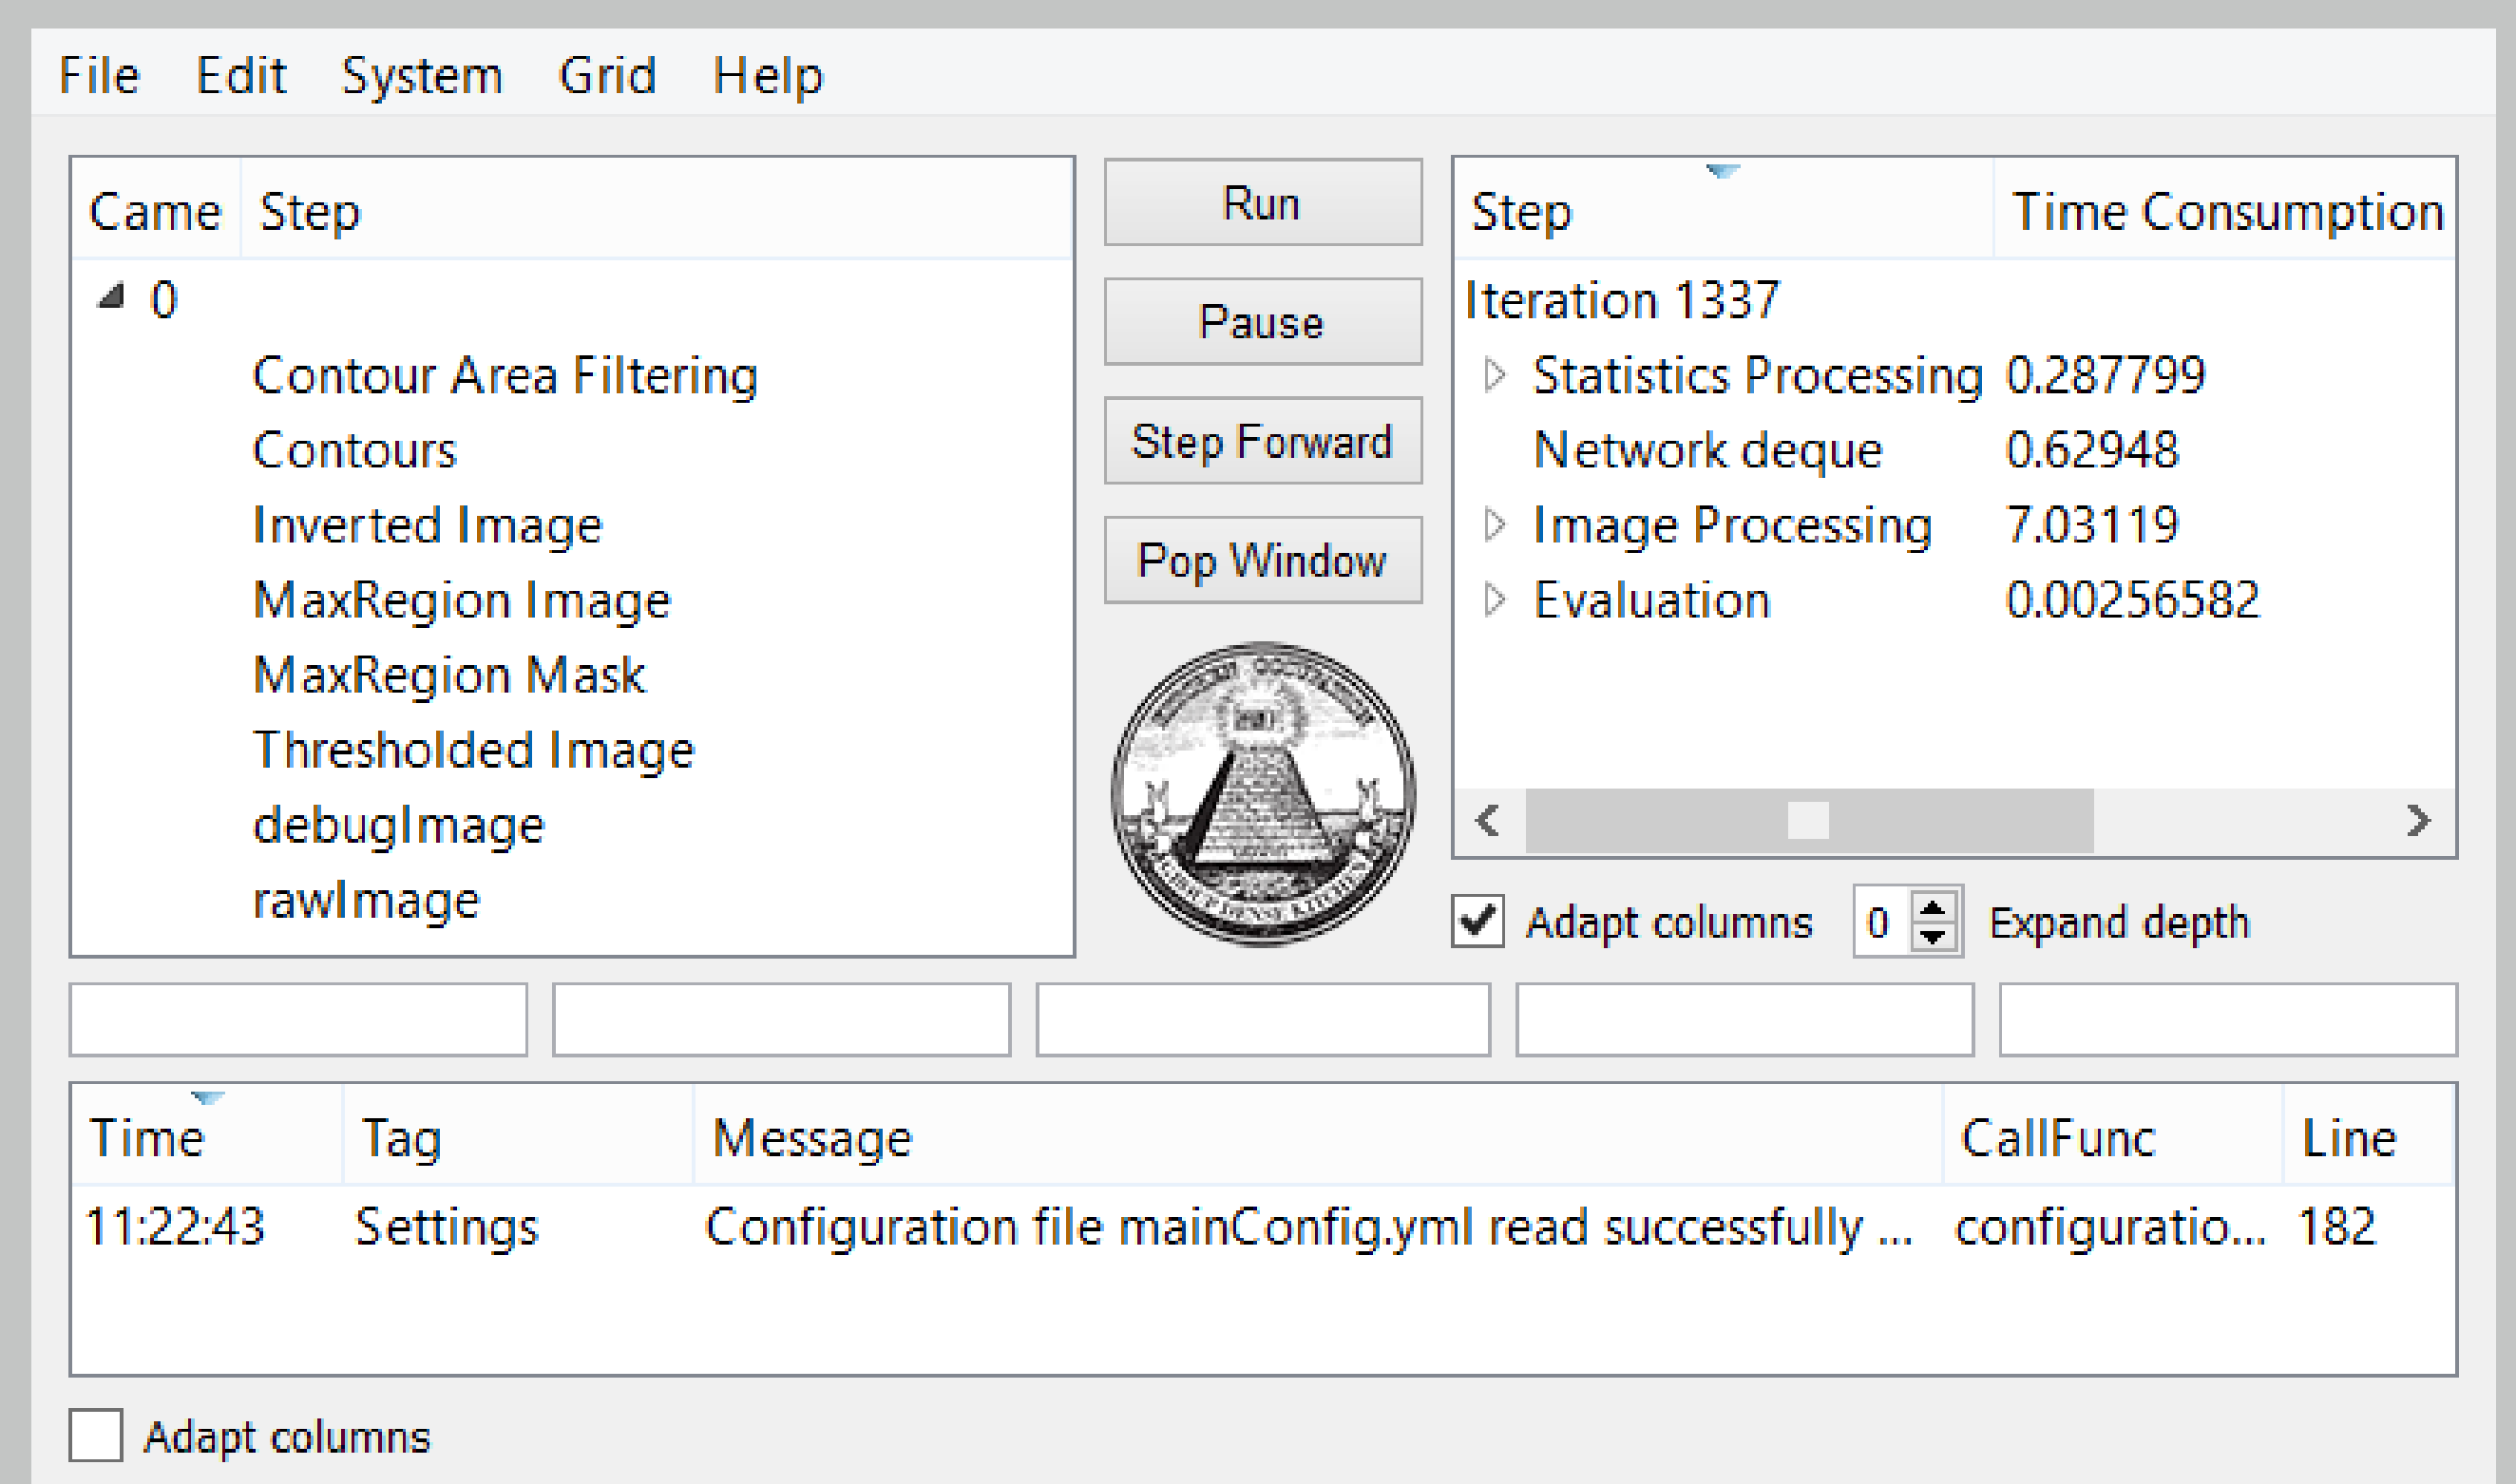 File Edit System Grid Help
Came Step
0
Contour Area Filtering
Contours
Inverted Image
MaxRegion Image
MaxRegion Mask
Thresholded Image
debugImage
rawImage
Run
Pause
Step Forward
Pop Window
Step Time Consumption
Iteration 1337
Statistics Processing 0.287799
Network deque 0.62948
Image Processing 7.03119
Evaluation 0.00256582
Adapt columns 0 Expand depth
Time Tag Message CallFunc Line
11:22:43 Settings Configuration file mainConfig.yml read successfully ... configuratio... 182
Adapt columns